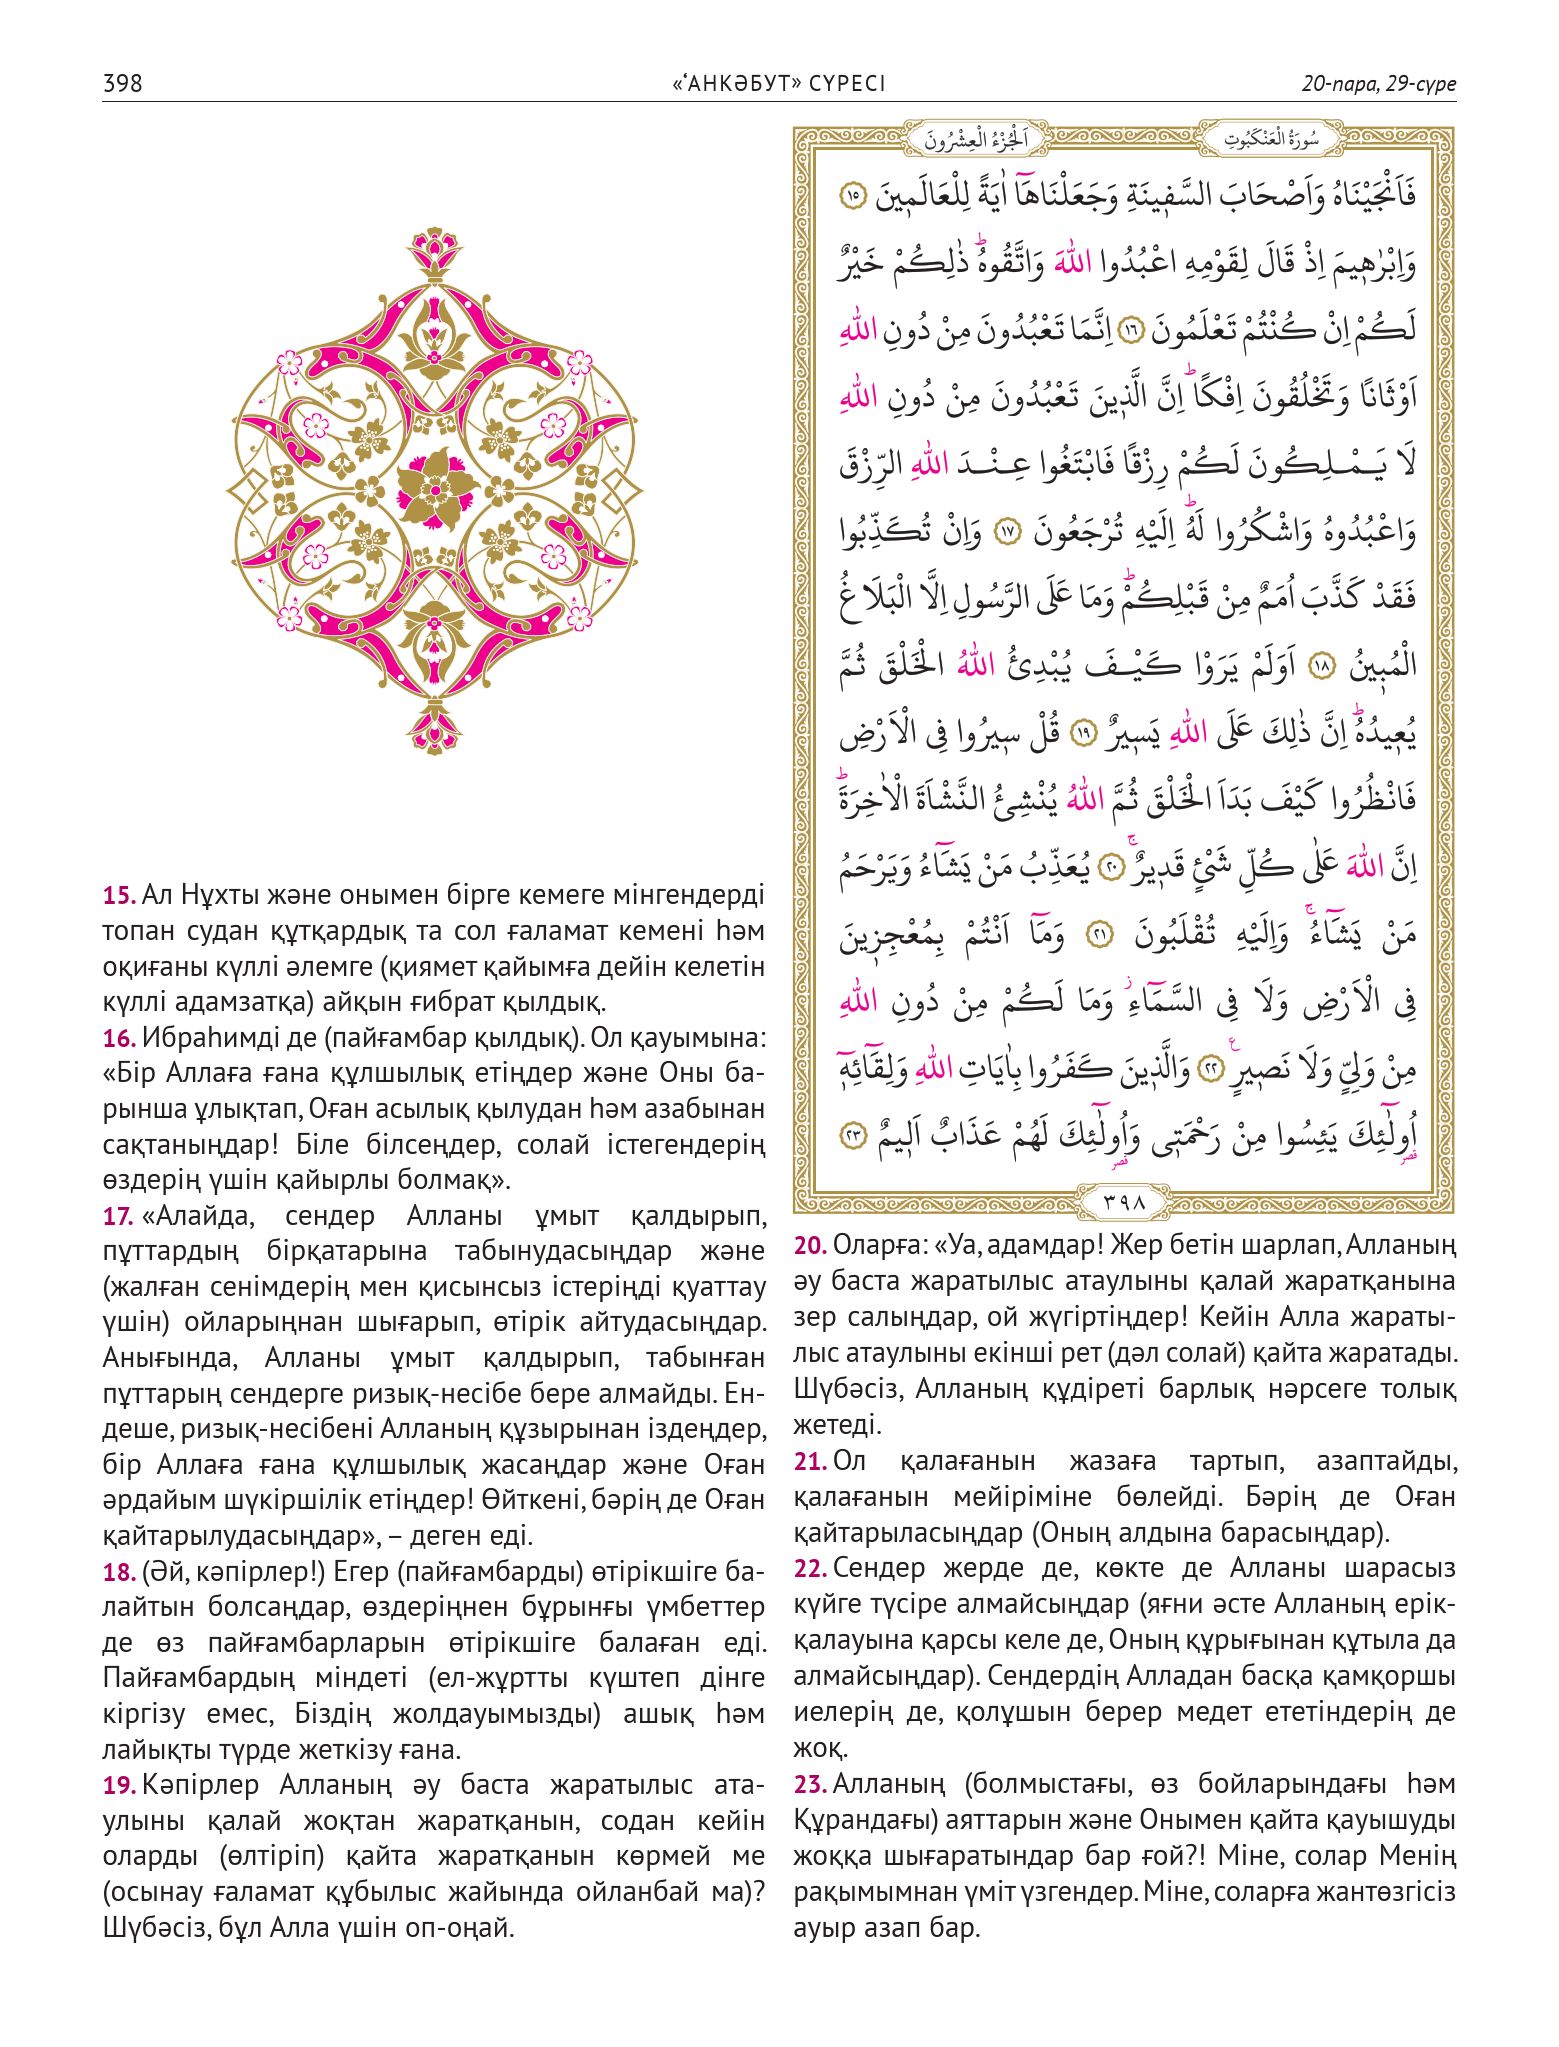 398
«‘АНКӘБУТ» СҮРЕСІ
20-пара, 29-сүре
سُورَةُ الْعَنْكَبُوتِ
اَلْجُزْءُ الْعِشْرُونَ
فَاَنْجَيْنَاهُ وَاَصْحَابَ السَّفٖينَةِ وَجَعَلْنَاهَٓا اٰيَةً لِلْعَالَمٖينَ ١٥
وَاِبْرٰهٖيمَ اِذْ قَالَ لِقَوْمِهِ اعْبُدُوا اللّٰهَ وَاتَّقُوهُؕ ذٰلِكُمْ خَيْرٌ
لَكُمْ اِنْ كُنْتُمْ تَعْلَمُونَ ١٦ اِنَّمَا تَعْبُدُونَ مِنْ دُونِ اللّٰهِ
اَوْثَانًا وَتَخْلُقُونَ اِفْكًاؕ اِنَّ الَّذٖينَ تَعْبُدُونَ مِنْ دُونِ اللّٰهِ
لَا يَمْلِكُونَ لَكُمْ رِزْقًا فَابْتَغُوا عِنْدَ اللّٰهِ الرِّزْقَ
وَاعْبُدُوهُ وَاشْكُرُوا لَهُؕ اِلَيْهِ تُرْجَعُونَ ١٧ وَاِنْ تُكَذِّبُوا
فَقَدْ كَذَّبَ اُمَمٌ مِنْ قَبْلِكُمْؕ وَمَا عَلَى الرَّسُولِ اِلَّا الْبَلَاغُ
الْمُبٖينُ ١٨ اَوَلَمْ يَرَوْا كَيْفَ يُبْدِئُ اللّٰهُ الْخَلْقَ ثُمَّ
يُعٖيدُهُؕ اِنَّ ذٰلِكَ عَلَى اللّٰهِ يَسٖيرٌ ١٩ قُلْ سٖيرُوا فِى الْاَرْضِ
فَانْظُرُوا كَيْفَ بَدَاَ الْخَلْقَ ثُمَّ اللّٰهُ يُنْشِئُ النَّشْاَةَ الْاٰخِرَةَؕ
اِنَّ اللّٰهَ عَلٰى كُلِّ شَىْئٍ قَدٖيرٌۚ ٢٠ يُعَذِّبُ مَنْ يَشَٓاءُ وَيَرْحَمُ
مَنْ يَشَٓاءُۚ وَاِلَيْهِ تُقْلَبُونَ ٢١ وَمَٓا اَنْتُمْ بِمُعْجِزٖينَ
فِى الْاَرْضِ وَلَا فِى السَّمَٓاءِؗ وَمَا لَكُمْ مِنْ دُونِ اللّٰهِ
مِنْ وَلِىٍّ وَلَا نَصٖيرٍ ع ٢٢ وَالَّذٖينَ كَفَرُوا بِاٰيَاتِ اللّٰهِ وَلِقَٓائِهٖٓ
اُولٰٓئِكَ يَئِسُوا مِنْ رَحْمَتٖى وَاُولٰٓئِكَ لَهُمْ عَذَابٌ اَلٖيمٌ ٢٣
قصر
قصر
٣٩٨
15. Ал Нұхты және онымен бірге кемеге мінгендерді
топан судан құтқардық та сол ғаламат кемені һәм
оқиғаны күллі әлемге (қиямет қайымға дейін келетін
күллі адамзатқа) айқын ғибрат қылдық.
16. Ибраһимді де (пайғамбар қылдық). Ол қауымына:
«Бір Аллаға ғана құлшылық етіңдер және Оны ба-
рынша ұлықтап, Оған асылық қылудан һәм азабынан
сақтаныңдар! Біле білсеңдер, солай істегендерің
өздерің үшін қайырлы болмақ».
17. «Алайда, сендер Алланы ұмыт қалдырып,
пұттардың бірқатарына табынудасыңдар және
(жалған сенімдерің мен қисынсыз істеріңді қуаттау
үшін) ойларыңнан шығарып, өтірік айтудасыңдар.
Анығында, Алланы ұмыт қалдырып, табынған
пұттарың сендерге ризық-несібе бере алмайды. Ен-
деше, ризық-несібені Алланың құзырынан іздеңдер,
бір Аллаға ғана құлшылық жасаңдар және Оған
әрдайым шүкіршілік етіңдер! Өйткені, бәрің де Оған
қайтарылудасыңдар», – деген еді.
18. (Әй, кәпірлер!) Егер (пайғамбарды) өтірікшіге ба-
лайтын болсаңдар, өздеріңнен бұрынғы үмбеттер
де өз пайғамбарларын өтірікшіге балаған еді.
Пайғамбардың міндеті (ел-жұртты күштеп дінге
кіргізу емес, Біздің жолдауымызды) ашық һәм
лайықты түрде жеткізу ғана.
19. Кәпірлер Алланың әу баста жаратылыс ата-
улыны қалай жоқтан жаратқанын, содан кейін
оларды (өлтіріп) қайта жаратқанын көрмей ме
(осынау ғаламат құбылыс жайында ойланбай ма)?
Шүбәсіз, бұл Алла үшін оп-оңай.
20. Оларға: «Уа, адамдар! Жер бетін шарлап, Алланың
әу баста жаратылыс атаулыны қалай жаратқанына
зер салыңдар, ой жүгіртіңдер! Кейін Алла жараты-
лыс атаулыны екінші рет (дәл солай) қайта жаратады.
Шүбәсіз, Алланың құдіреті барлық нәрсеге толық
жетеді.
21. Ол қалағанын жазаға тартып, азаптайды,
қалағанын мейіріміне бөлейді. Бәрің де Оған
қайтарыласыңдар (Оның алдына барасыңдар).
22. Сендер жерде де, көкте де Алланы шарасыз
күйге түсіре алмайсыңдар (яғни әсте Алланың ерік-
қалауына қарсы келе де, Оның құрығынан құтыла да
алмайсыңдар). Сендердің Алладан басқа қамқоршы
иелерің де, қолұшын берер медет ететіндерің де
жоқ.
23. Алланың (болмыстағы, өз бойларындағы һәм
Құрандағы) аяттарын және Онымен қайта қауышуды
жоққа шығаратындар бар ғой?! Міне, солар Менің
рақымымнан үміт үзгендер. Міне, соларға жантөзгісіз
ауыр азап бар.